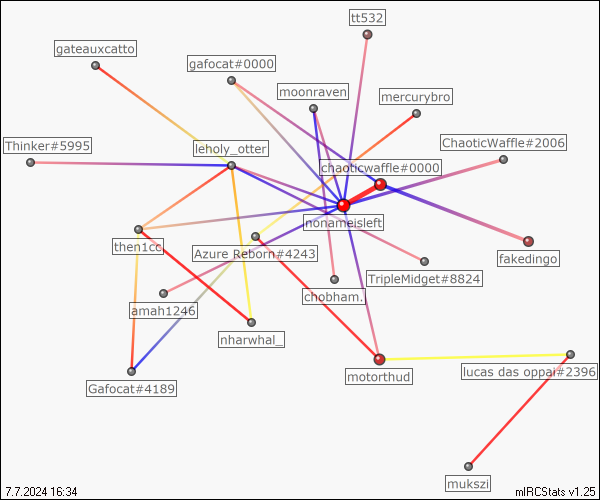 tt532
gateauxcatto
gafocat#0000
moonraven
mercurybro
Thinker#5995
leholy_otter
ChaoticWaffle#2006
chaoticwaffle#0000
nonameisleft
then1cc
Azure Reborn#4243
fakedingo
TripleMidget#8824
chobham.
amah1246
nharwhal_
motorthud
lucas das oppai#2396
Gafocat#4189
mukszi
7.7.2024 16:34
mIRCStats v1.25